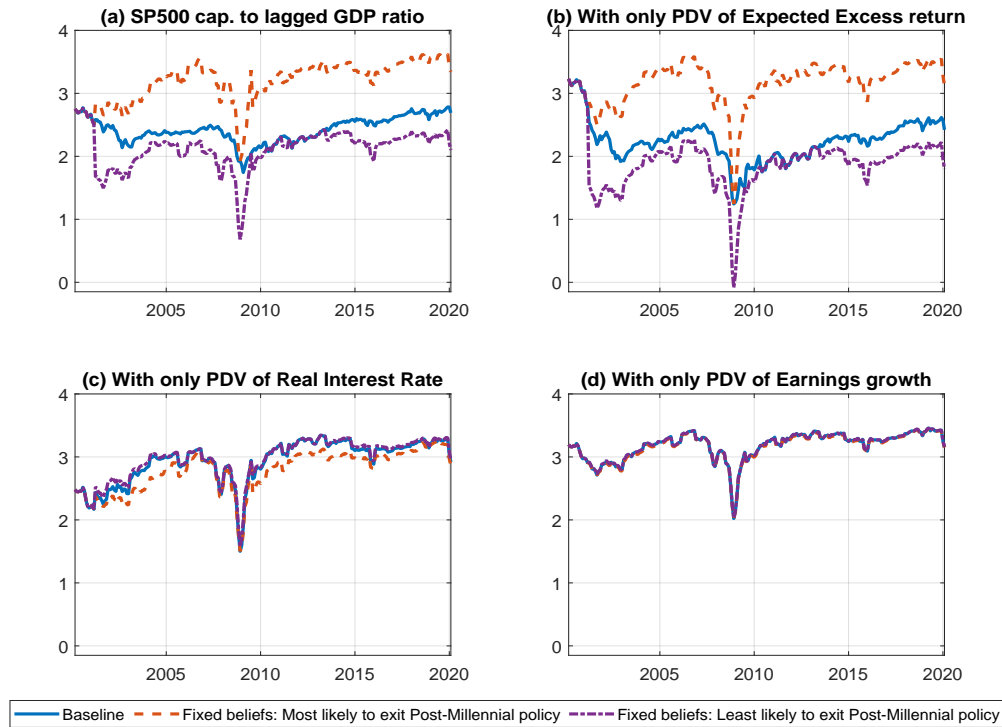 (a) SP500 cap. to lagged GDP ratio
4
3
2
1
0
2005 2010 2015 2020
(b) With only PDV of Expected Excess return
4
3
2
1
0
2005 2010 2015 2020
(c) With only PDV of Real Interest Rate
4
3
2
1
0
2005 2010 2015 2020
(d) With only PDV of Earnings growth
4
3
2
1
0
2005 2010 2015 2020
Baseline Fixed beliefs: Most likely to exit Post-Millennial policy Fixed beliefs: Least likely to exit Post-Millennial policy